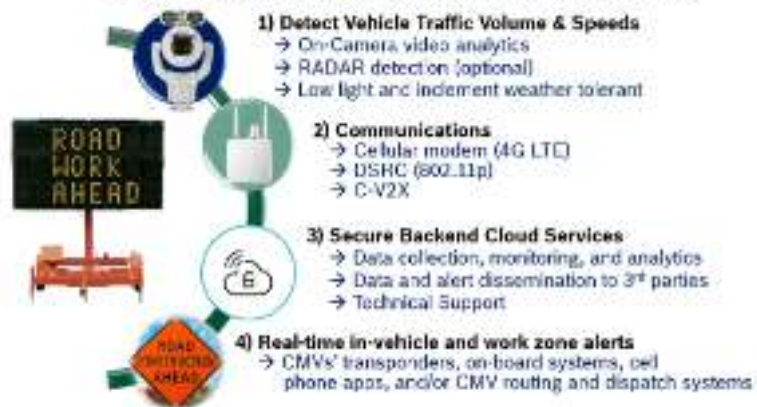 1) Detect Vehicle Traffic Volume & Speeds
→ On-Camera video analytics
→ RADAR detection (optional)
→ Low light and inclement weather tolerant
ROAD
WORK
AHEAD
2) Communications
→ Cellular modem (4G LTE)
→ DSRC (802.11p)
→ C-V2X
3) Secure Backend Cloud Services
→ Data collection, monitoring, and analytics
→ Data and alert dissemination to 3rd parties
→ Technical Support
4) Real-time in-vehicle and work zone alerts
→ CMVs' transponders, on-board systems, cell
phone apps, and/or CMV routing and dispatch systems
ROAD
AHEAD